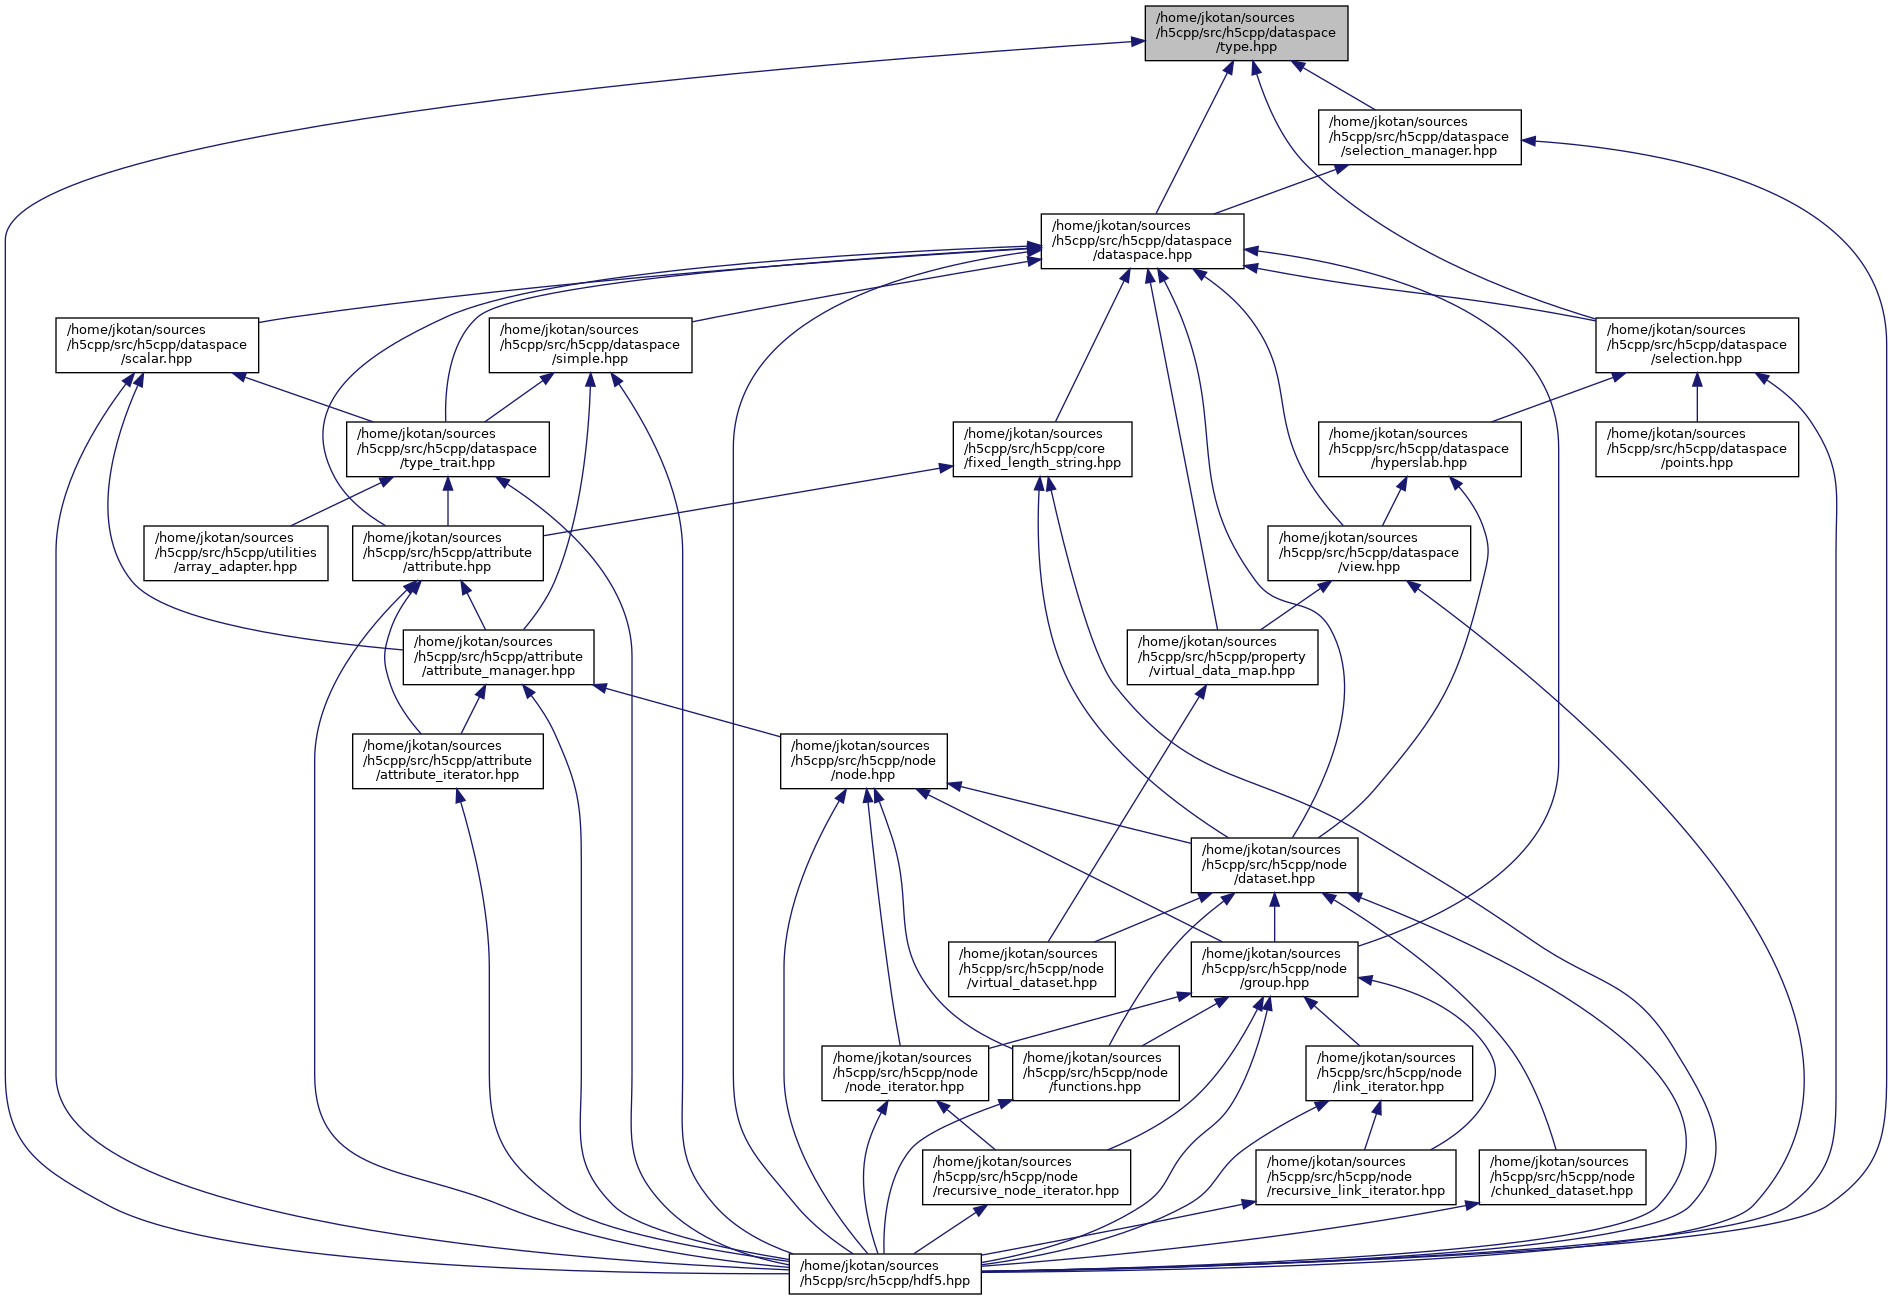 /home/jkotan/sources
/h5cpp/src/h5cpp/dataspace
/type.hpp
/home/jkotan/sources
/h5cpp/src/h5cpp/dataspace
/selection_manager.hpp
/home/jkotan/sources
/h5cpp/src/h5cpp/dataspace
/dataspace.hpp
/home/jkotan/sources
/h5cpp/src/h5cpp/dataspace
/scalar.hpp
/home/jkotan/sources
/h5cpp/src/h5cpp/dataspace
/simple.hpp
/home/jkotan/sources
/h5cpp/src/h5cpp/dataspace
/selection.hpp
/home/jkotan/sources
/h5cpp/src/h5cpp/dataspace
/type_trait.hpp
/home/jkotan/sources
/h5cpp/src/h5cpp/core
/fixed_length_string.hpp
/home/jkotan/sources
/h5cpp/src/h5cpp/dataspace
/hyperslab.hpp
/home/jkotan/sources
/h5cpp/src/h5cpp/dataspace
/points.hpp
/home/jkotan/sources
/h5cpp/src/h5cpp/utilities
/array_adapter.hpp
/home/jkotan/sources
/h5cpp/src/h5cpp/attribute
/attribute.hpp
/home/jkotan/sources
/h5cpp/src/h5cpp/dataspace
/view.hpp
/home/jkotan/sources
/h5cpp/src/h5cpp/attribute
/attribute_manager.hpp
/home/jkotan/sources
/h5cpp/src/h5cpp/property
/virtual_data_map.hpp
/home/jkotan/sources
/h5cpp/src/h5cpp/attribute
/attribute_iterator.hpp
/home/jkotan/sources
/h5cpp/src/h5cpp/node
/node.hpp
/home/jkotan/sources
/h5cpp/src/h5cpp/node
/dataset.hpp
/home/jkotan/sources
/h5cpp/src/h5cpp/node
/virtual_dataset.hpp
/home/jkotan/sources
/h5cpp/src/h5cpp/node
/group.hpp
/home/jkotan/sources
/h5cpp/src/h5cpp/node
/node_iterator.hpp
/home/jkotan/sources
/h5cpp/src/h5cpp/node
/functions.hpp
/home/jkotan/sources
/h5cpp/src/h5cpp/node
/link_iterator.hpp
/home/jkotan/sources
/h5cpp/src/h5cpp/node
/recursive_node_iterator.hpp
/home/jkotan/sources
/h5cpp/src/h5cpp/node
/recursive_link_iterator.hpp
/home/jkotan/sources
/h5cpp/src/h5cpp/node
/chunked_dataset.hpp
/home/jkotan/sources
/h5cpp/src/h5cpp/hdf5.hpp